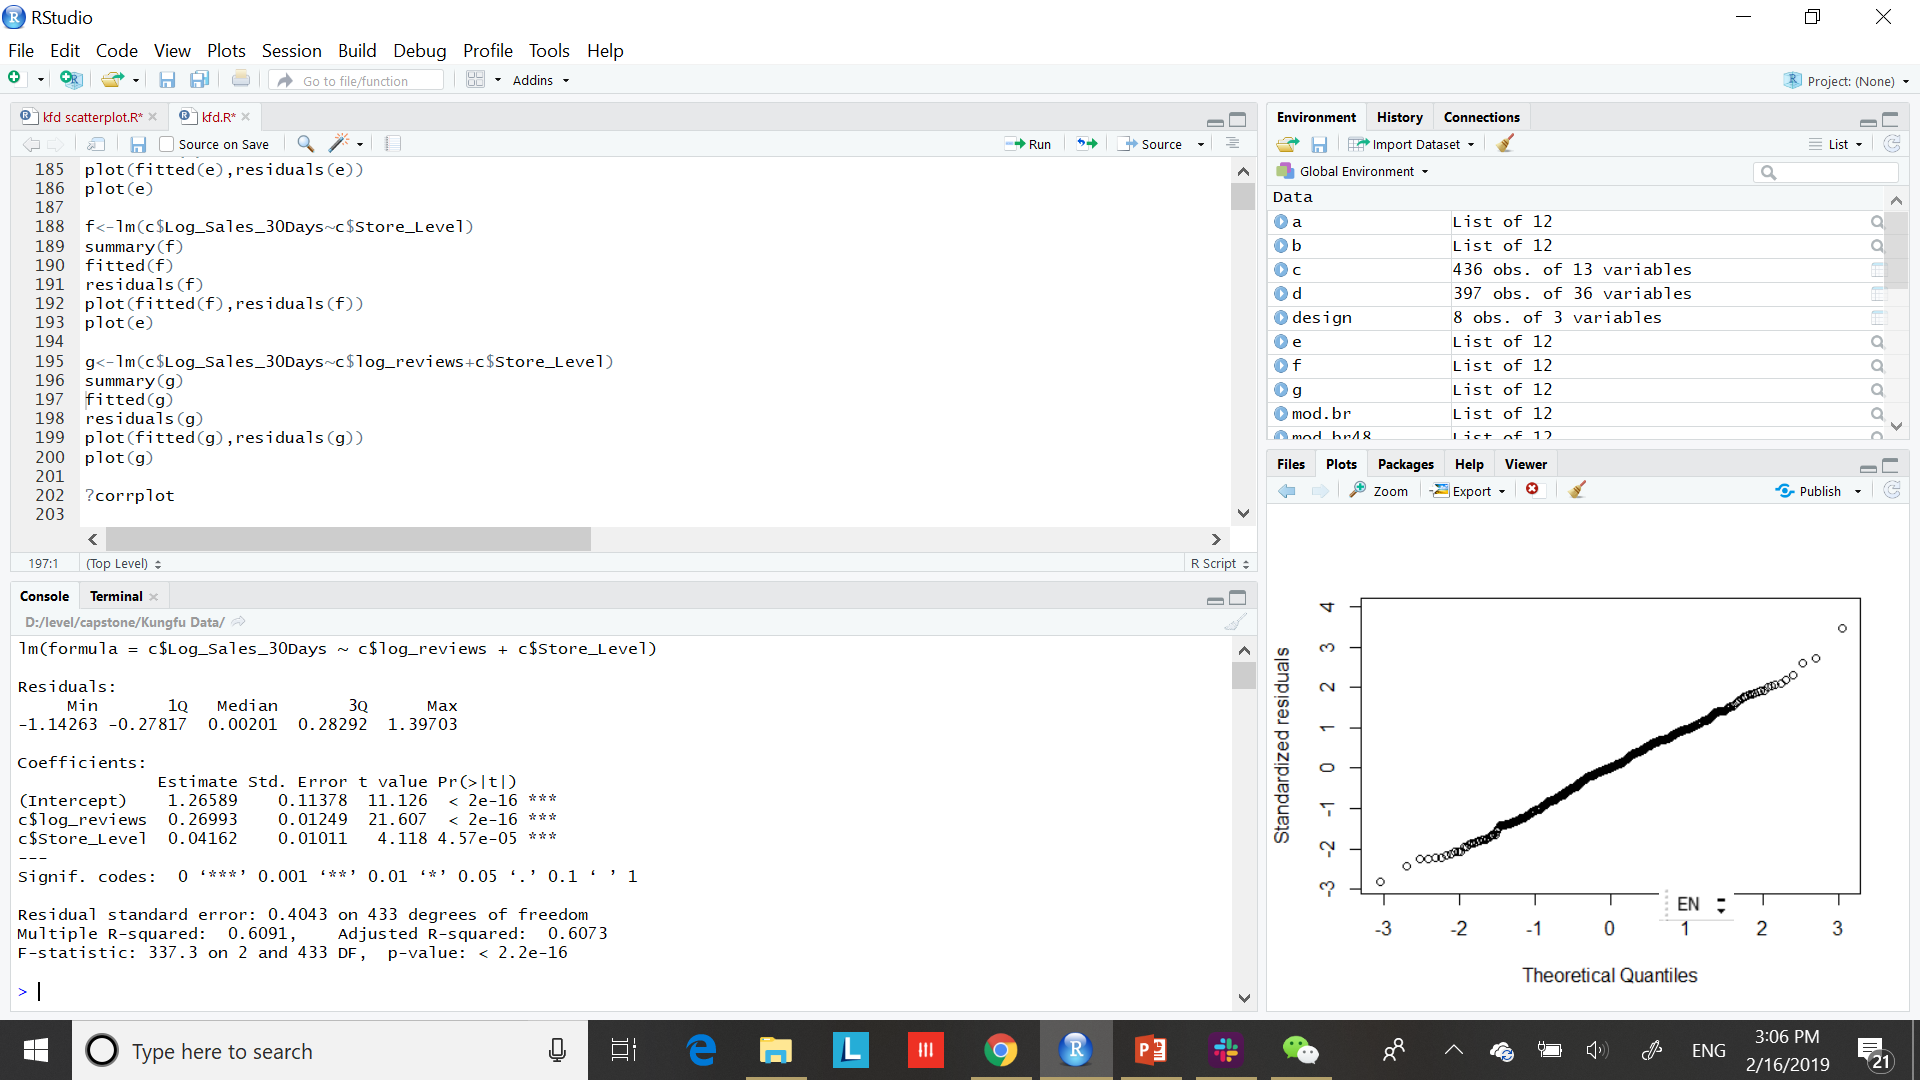 RStudio
File Edit Code View Plots Session Build Debug Profile Tools Help
Go to file/function Addins Project: (None)
kfd scatterplot.R* kfd.R*
Source on Save Run Source
185 plot(fitted(e),residuals(e))
186 plot(e)
187
188 f<-lm(c$Log_Sales_30Days~c$Store_Level)
189 summary(f)
190 fitted(f)
191 residuals(f)
192 plot(fitted(f),residuals(f))
193 plot(e)
194
195 g<-lm(c$Log_Sales_30Days~c$log_reviews+c$Store_Level)
196 summary(g)
197 fitted(g)
198 residuals(g)
199 plot(fitted(g),residuals(g))
200 plot(g)
201
202 ?corrplot
203
197:1 (Top Level) R Script
Console Terminal
D:/level/capstone/Kungfu Data/
lm(formula = c$Log_Sales_30Days ~ c$log_reviews + c$Store_Level)
Residuals:
Min 1Q Median 3Q Max
-1.14263 -0.27817 0.00201 0.28292 1.39703
Coefficients:
Estimate Std. Error t value Pr(>|t|)
(Intercept) 1.26589 0.11378 11.126 < 2e-16 ***
c$log_reviews 0.26993 0.01249 21.607 < 2e-16 ***
c$Store_Level 0.04162 0.01011 4.118 4.57e-05 ***
---
Signif. codes: 0 ‘***’ 0.001 ‘**’ 0.01 ‘*’ 0.05 ‘.’ 0.1 ‘ ’ 1
Residual standard error: 0.4043 on 433 degrees of freedom
Multiple R-squared: 0.6091, Adjusted R-squared: 0.6073
F-statistic: 337.3 on 2 and 433 DF, p-value: < 2.2e-16
>
Environment History Connections
Import Dataset List
Global Environment
Data
a List of 12
b List of 12
c 436 obs. of 13 variables
d 397 obs. of 36 variables
design 8 obs. of 3 variables
e List of 12
f List of 12
g List of 12
mod.br List of 12
mod.br48 List of 12
Files Plots Packages Help Viewer
Zoom Export Publish
Standardized residuals
4
3
2
1
0
-1
-2
-3
EN
-3 -2 -1 0 1 2 3
Theoretical Quantiles
Type here to search
ENG
3:06 PM
2/16/2019
21